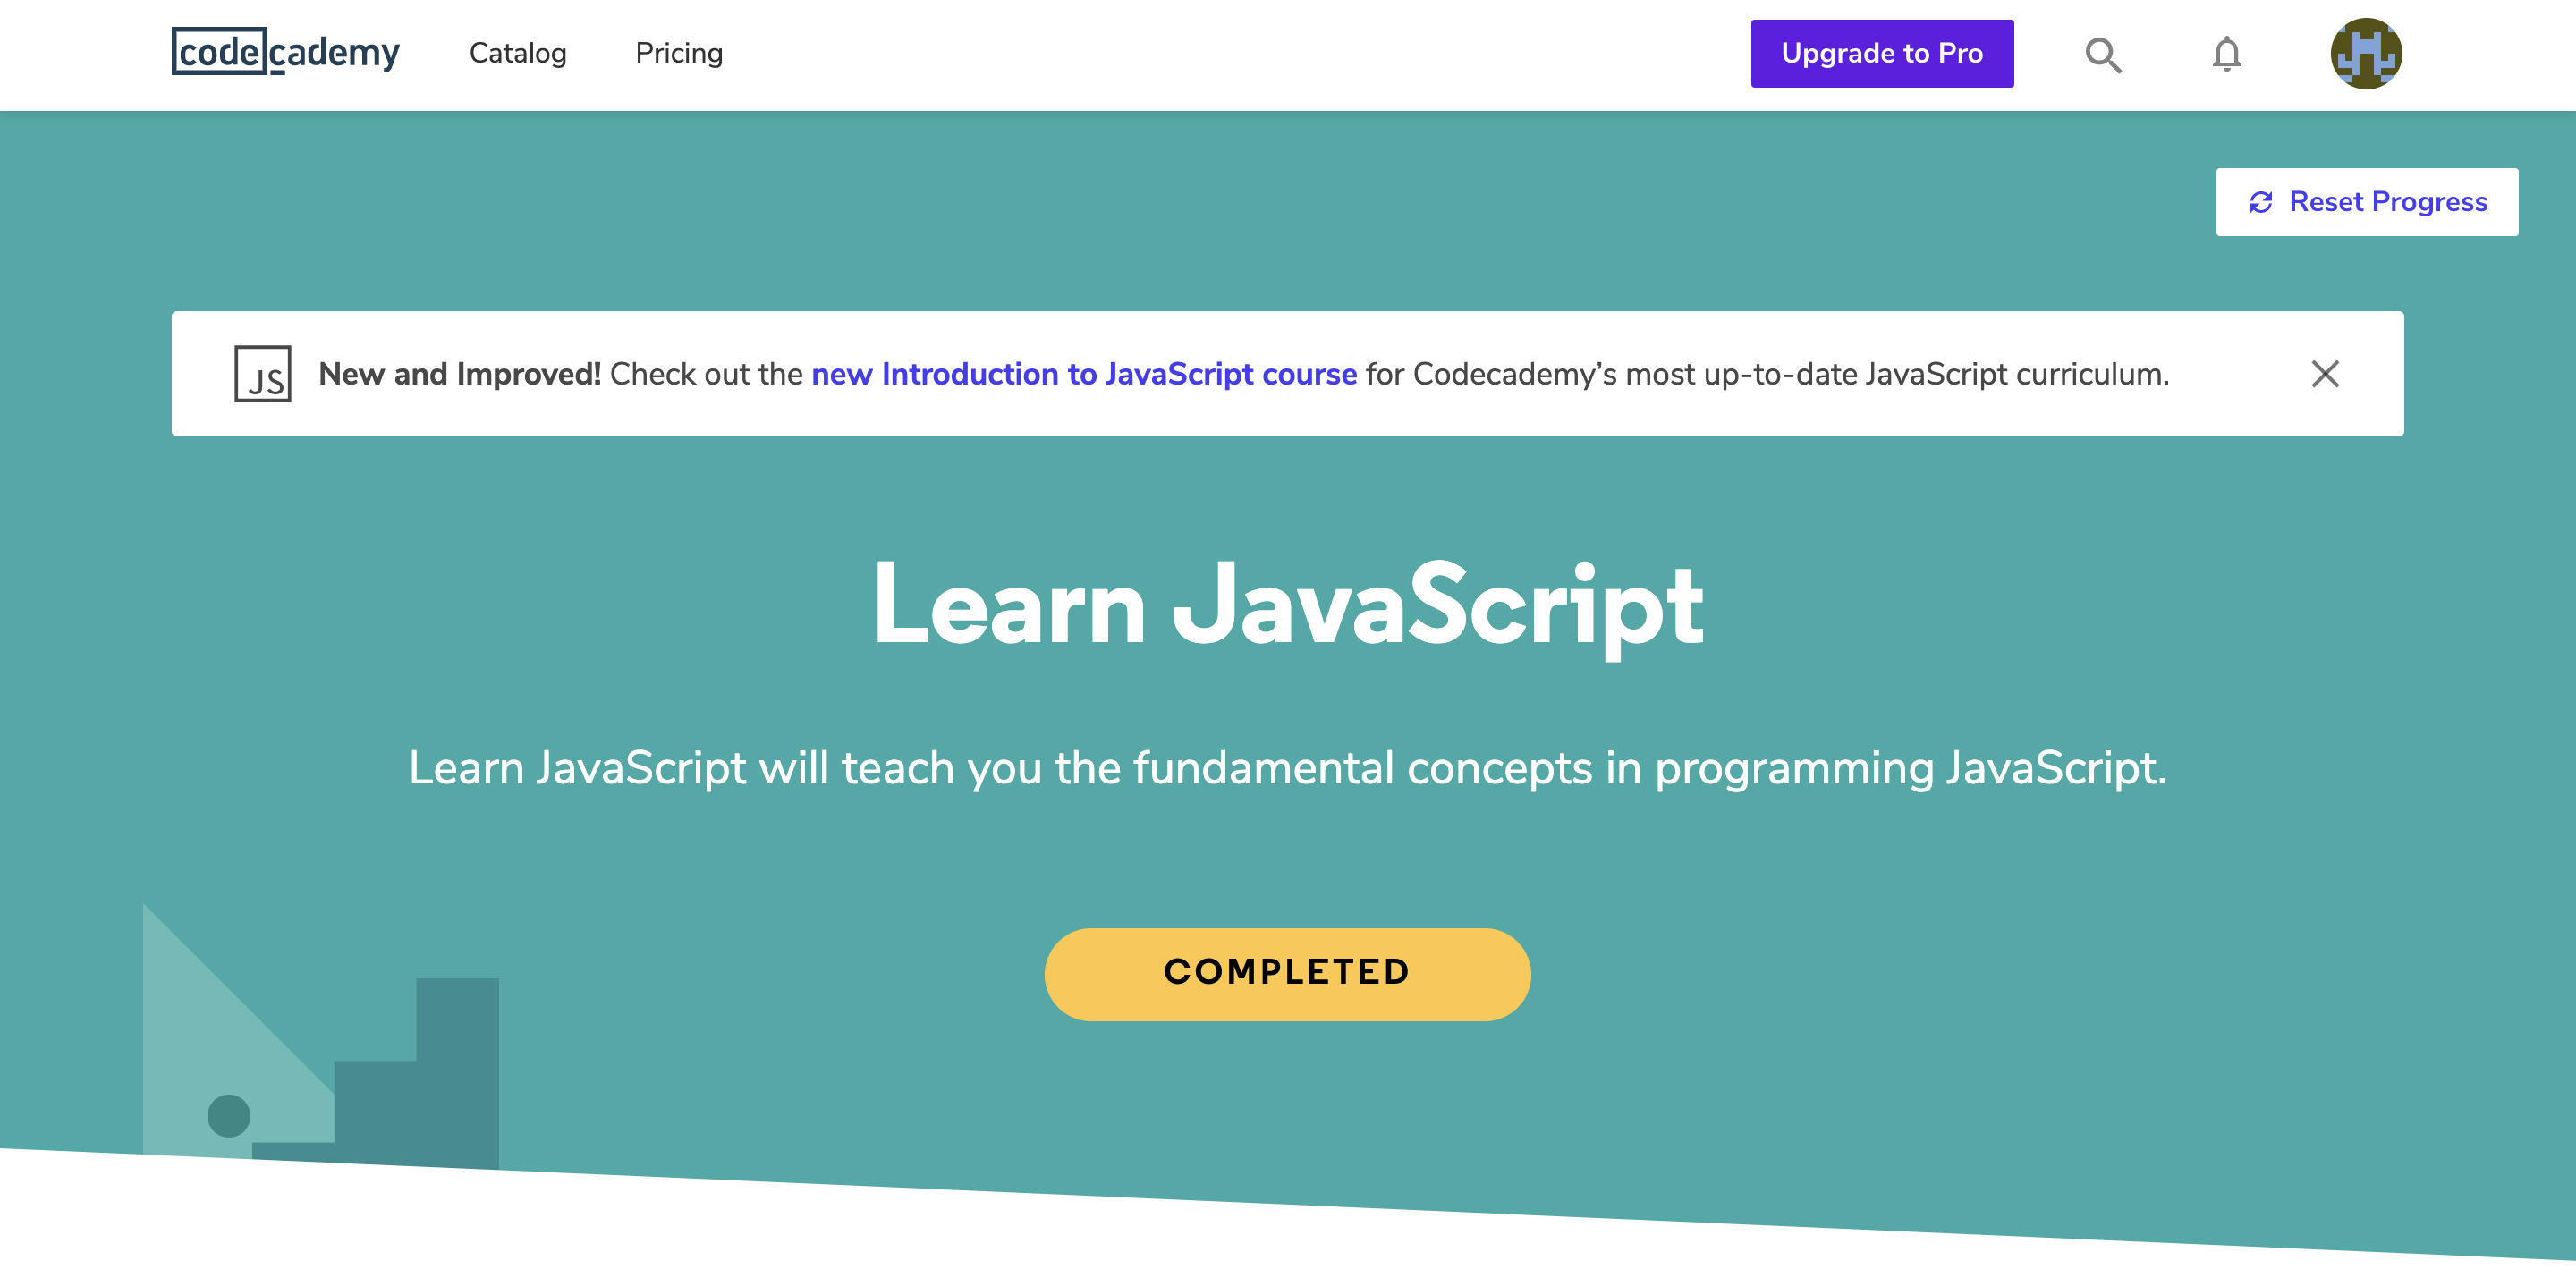 codecademy
Catalog
Pricing
Upgrade to Pro
Reset Progress
JS
New and Improved! Check out the new Introduction to JavaScript course for Codecademy’s most up-to-date JavaScript curriculum.
Learn JavaScript
Learn JavaScript will teach you the fundamental concepts in programming JavaScript.
COMPLETED